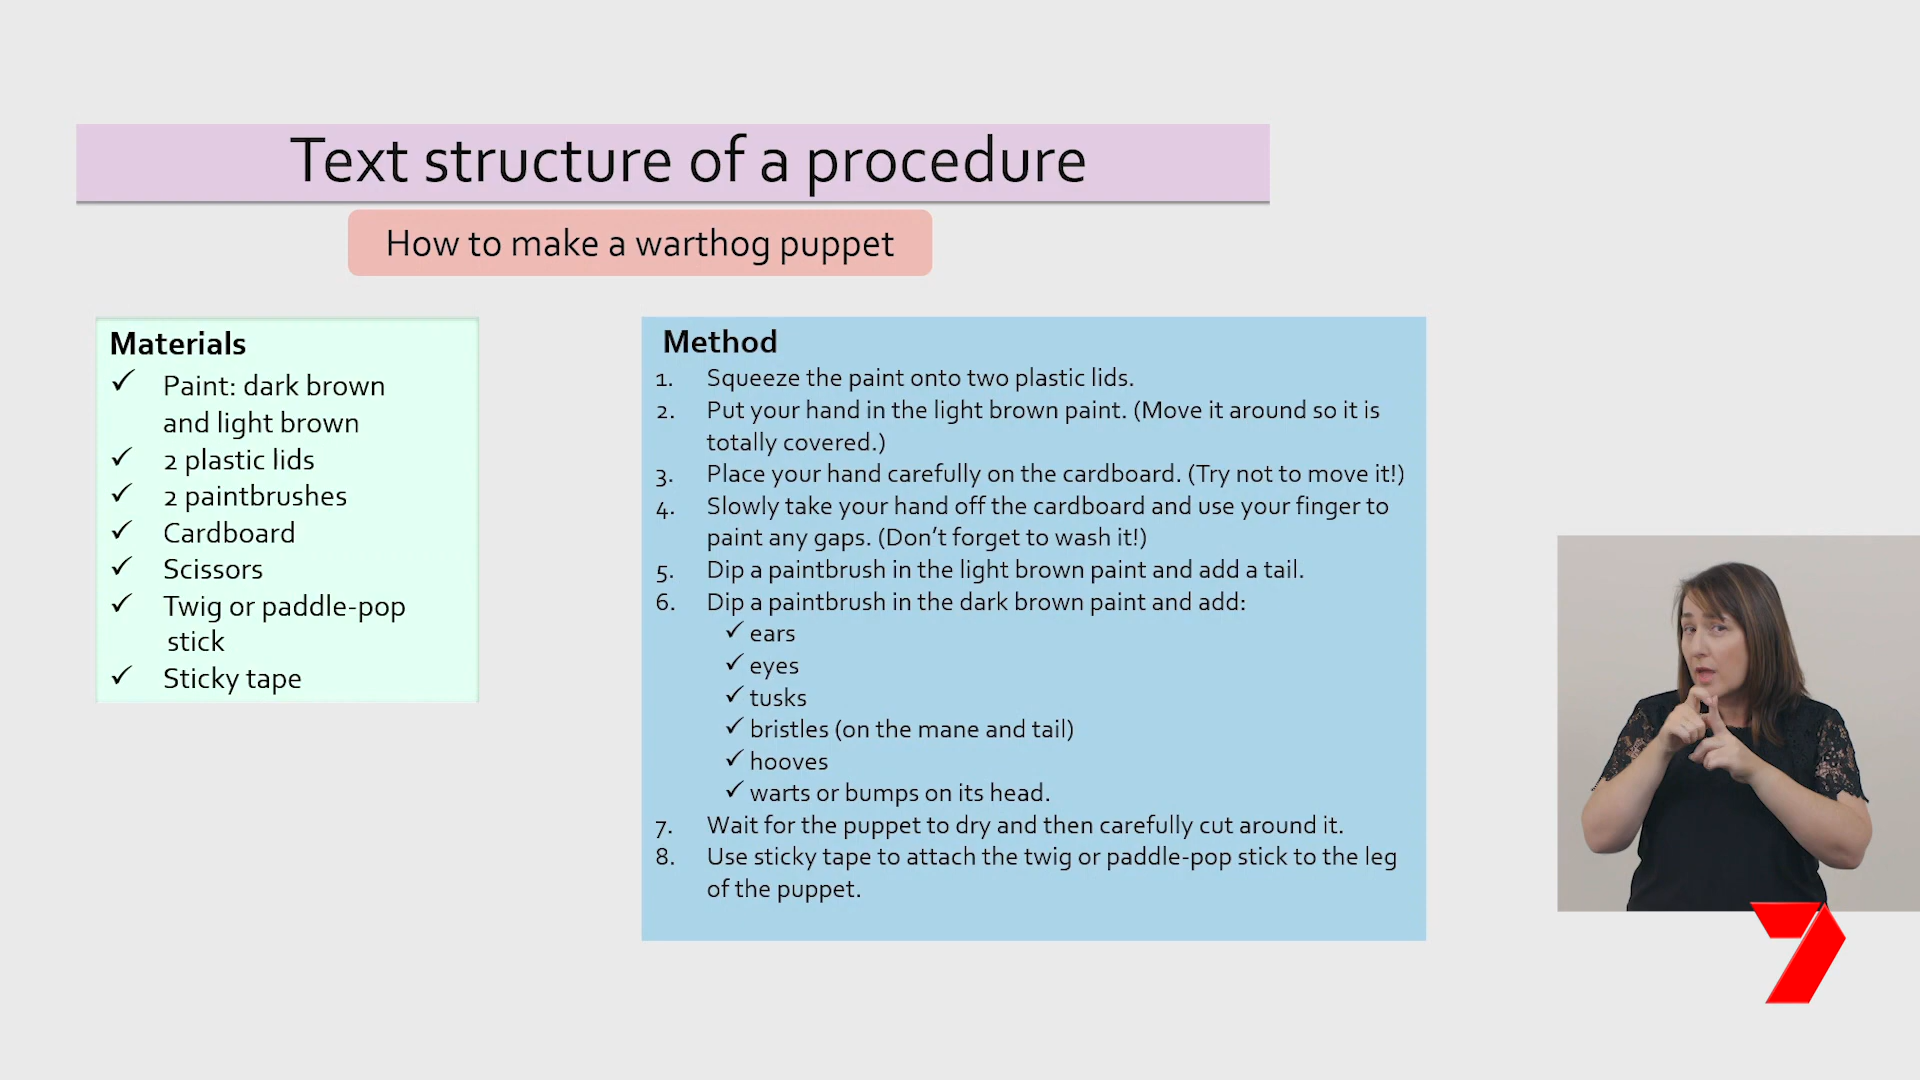 Text structure of a procedure
How to make a warthog puppet
Materials
✓ Paint: dark brown
and light brown
✓ 2 plastic lids
✓ 2 paintbrushes
✓ Cardboard
✓ Scissors
✓ Twig or paddle-pop
stick
✓ Sticky tape
Method
1. Squeeze the paint onto two plastic lids.
2. Put your hand in the light brown paint. (Move it around so it is
totally covered.)
3. Place your hand carefully on the cardboard. (Try not to move it!)
4. Slowly take your hand off the cardboard and use your finger to
paint any gaps. (Don’t forget to wash it!)
5. Dip a paintbrush in the light brown paint and add a tail.
6. Dip a paintbrush in the dark brown paint and add:
✓ ears
✓ eyes
✓ tusks
✓ bristles (on the mane and tail)
✓ hooves
✓ warts or bumps on its head.
7. Wait for the puppet to dry and then carefully cut around it.
8. Use sticky tape to attach the twig or paddle-pop stick to the leg
of the puppet.
7